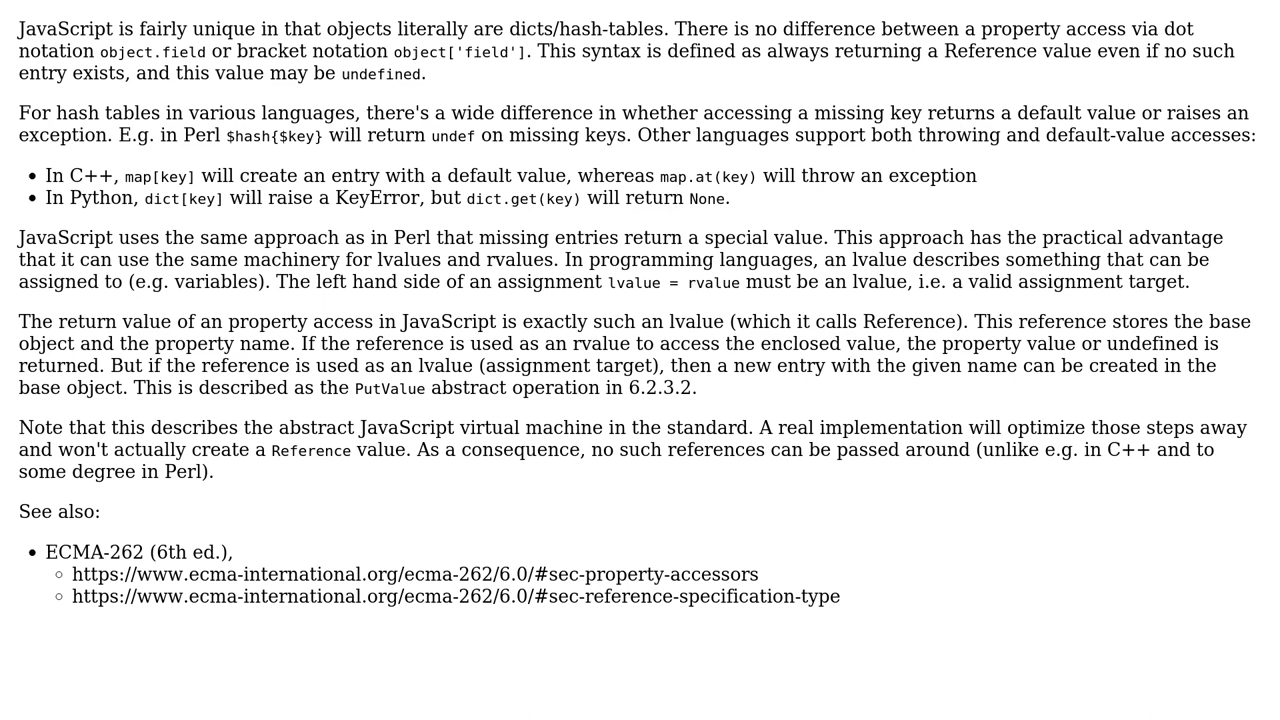 JavaScript is fairly unique in that objects literally are dicts/hash-tables. There is no difference between a property access via dot
notation object.field or bracket notation object['field']. This syntax is defined as always returning a Reference value even if no such
entry exists, and this value may be undefined.
For hash tables in various languages, there's a wide difference in whether accessing a missing key returns a default value or raises an
exception. E.g. in Perl $hash{$key} will return undef on missing keys. Other languages support both throwing and default-value accesses:
• In C++, map[key] will create an entry with a default value, whereas map.at(key) will throw an exception
• In Python, dict[key] will raise a KeyError, but dict.get(key) will return None.
JavaScript uses the same approach as in Perl that missing entries return a special value. This approach has the practical advantage
that it can use the same machinery for lvalues and rvalues. In programming languages, an lvalue describes something that can be
assigned to (e.g. variables). The left hand side of an assignment lvalue = rvalue must be an lvalue, i.e. a valid assignment target.
The return value of an property access in JavaScript is exactly such an lvalue (which it calls Reference). This reference stores the base
object and the property name. If the reference is used as an rvalue to access the enclosed value, the property value or undefined is
returned. But if the reference is used as an lvalue (assignment target), then a new entry with the given name can be created in the
base object. This is described as the PutValue abstract operation in 6.2.3.2.
Note that this describes the abstract JavaScript virtual machine in the standard. A real implementation will optimize those steps away
and won't actually create a Reference value. As a consequence, no such references can be passed around (unlike e.g. in C++ and to
some degree in Perl).
See also:
• ECMA-262 (6th ed.),
◦ https://www.ecma-international.org/ecma-262/6.0/#sec-property-accessors
◦ https://www.ecma-international.org/ecma-262/6.0/#sec-reference-specification-type